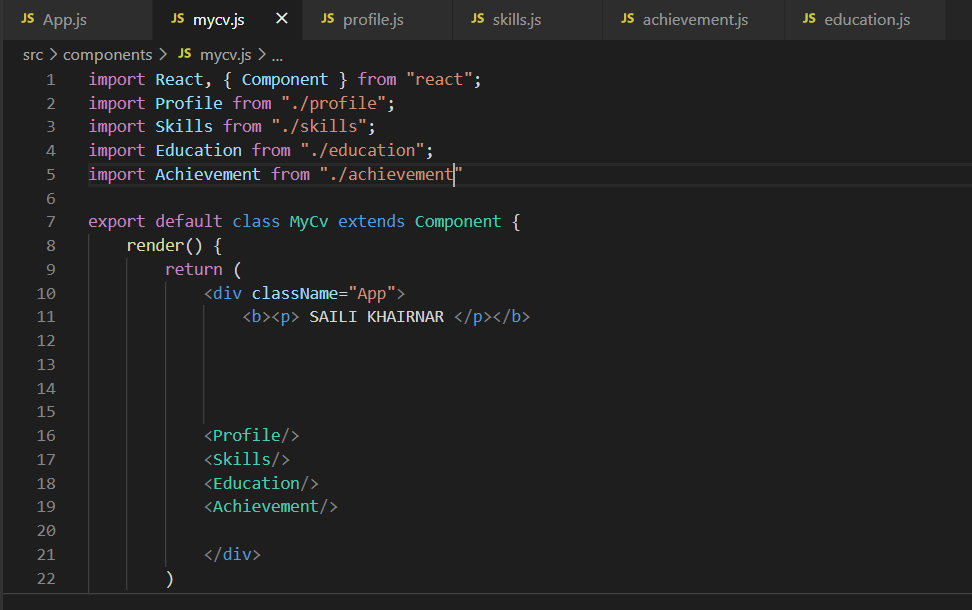 JS App.js JS mycv.js × JS profile.js JS skills.js JS achievement.js JS education.js
src > components > JS mycv.js > ...
1 import React, { Component } from "react";
2 import Profile from "./profile";
3 import Skills from "./skills";
4 import Education from "./education";
5 import Achievement from "./achievement"
6
7 export default class MyCv extends Component {
8 render() {
9 return (
10 <div className="App">
11 <b><p> SAILI KHAIRNAR </p></b>
12
13
14
15
16 <Profile/>
17 <Skills/>
18 <Education/>
19 <Achievement/>
20
21 </div>
22 )